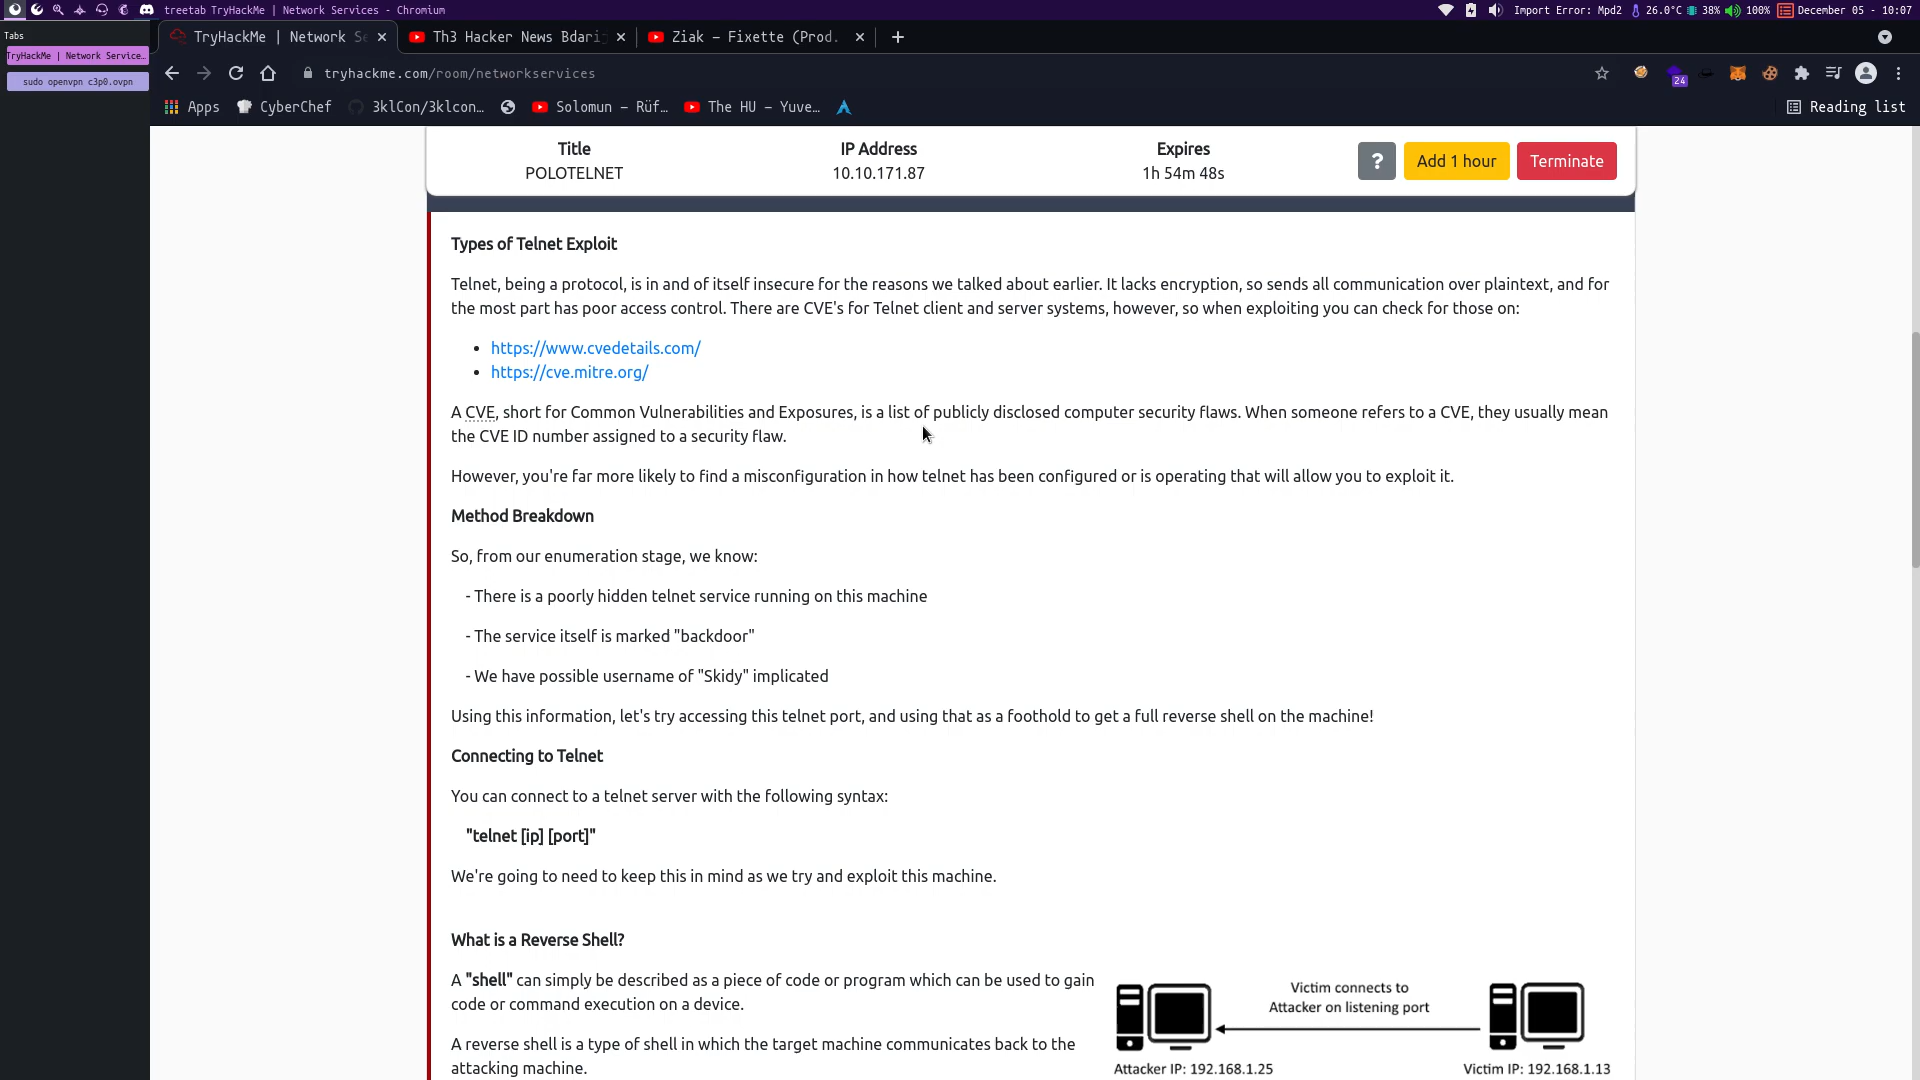 treetab TryHackMe | Network Services - Chromium
Import Error: Mpd2 26.0°C 38% 100% December 05 - 10:07
Tabs
TryHackMe | Network Service…
sudo openvpn c3p0.ovpn
TryHackMe | Network Se
Th3 Hacker News Bdari
Ziak – Fixette (Prod.
tryhackme.com/room/networkservices
24
Apps
CyberChef
3klCon/3klcon…
Solomun – Rüf…
The HU – Yuve…
Reading list
Title
POLOTELNET
IP Address
10.10.171.87
Expires
1h 54m 48s
?
Add 1 hour
Terminate
Types of Telnet Exploit
Telnet, being a protocol, is in and of itself insecure for the reasons we talked about earlier. It lacks encryption, so sends all communication over plaintext, and for
the most part has poor access control. There are CVE's for Telnet client and server systems, however, so when exploiting you can check for those on:
• https://www.cvedetails.com/
• https://cve.mitre.org/
A CVE, short for Common Vulnerabilities and Exposures, is a list of publicly disclosed computer security flaws. When someone refers to a CVE, they usually mean
the CVE ID number assigned to a security flaw.
However, you're far more likely to find a misconfiguration in how telnet has been configured or is operating that will allow you to exploit it.
Method Breakdown
So, from our enumeration stage, we know:
- There is a poorly hidden telnet service running on this machine
- The service itself is marked "backdoor"
- We have possible username of "Skidy" implicated
Using this information, let's try accessing this telnet port, and using that as a foothold to get a full reverse shell on the machine!
Connecting to Telnet
You can connect to a telnet server with the following syntax:
"telnet [ip] [port]"
We're going to need to keep this in mind as we try and exploit this machine.
What is a Reverse Shell?
A "shell" can simply be described as a piece of code or program which can be used to gain
code or command execution on a device.
A reverse shell is a type of shell in which the target machine communicates back to the
attacking machine.
Victim connects to
Attacker on listening port
Attacker IP: 192.168.1.25
Victim IP: 192.168.1.13